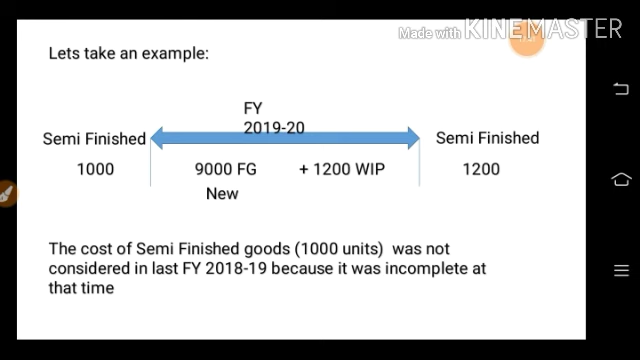 Made with KINEMASTER
Lets take an example:
FY
2019-20
Semi Finished
Semi Finished
1000
9000 FG
+ 1200 WIP
1200
New
The cost of Semi Finished goods (1000 units) was not
considered in last FY 2018-19 because it was incomplete at
that time